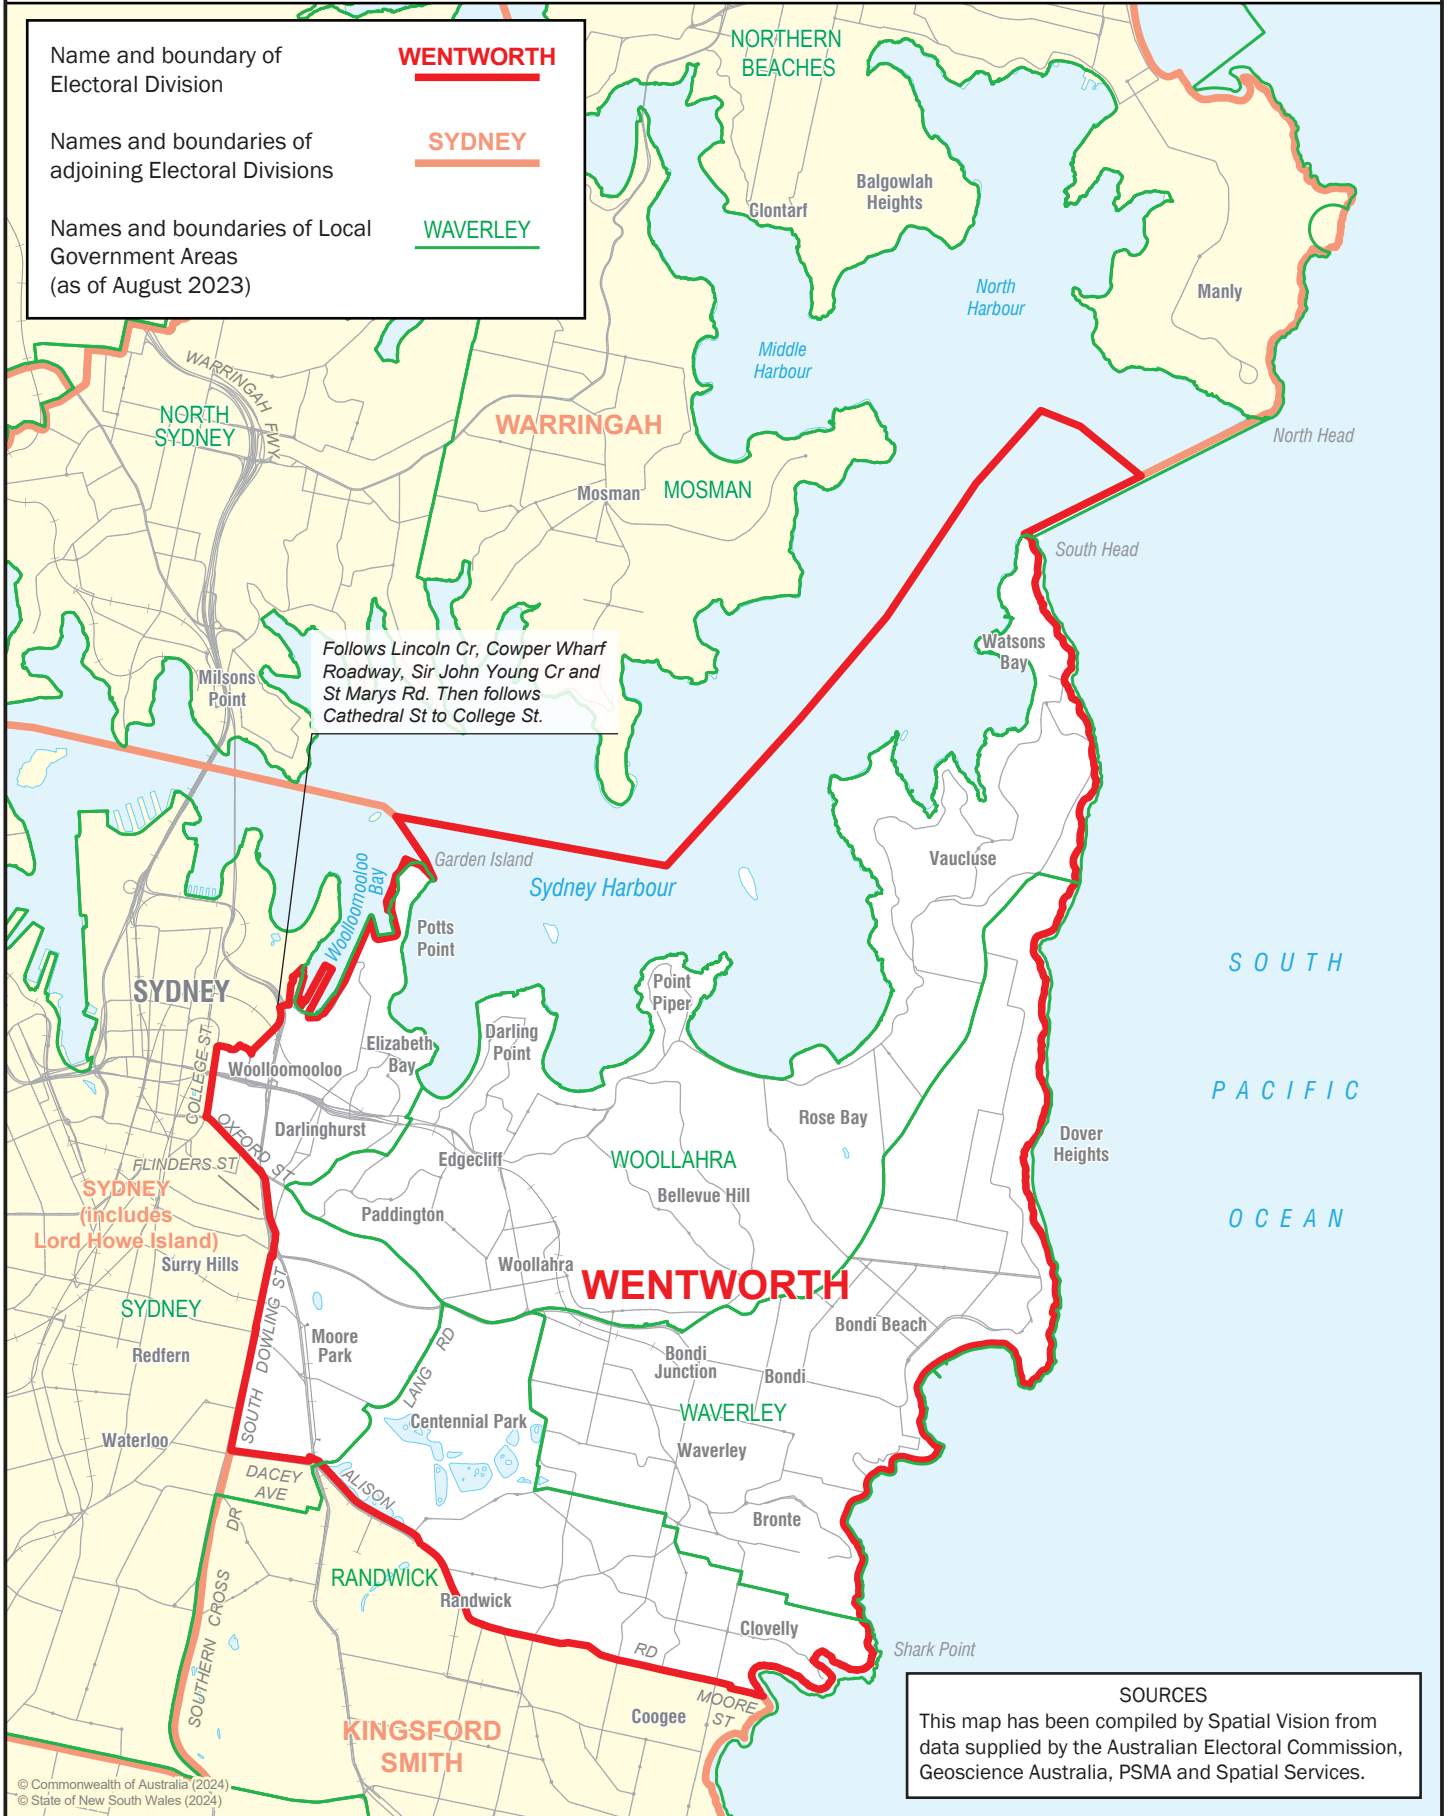 Name and boundary of
Electoral Division
WENTWORTH
Names and boundaries of
adjoining Electoral Divisions
SYDNEY
Names and boundaries of Local
Government Areas
(as of August 2023)
WAVERLEY
NORTHERN
BEACHES
Clontarf
Balgowlah
Heights
North
Harbour
Manly
Middle
Harbour
WARRINGAH FWY
NORTH
SYDNEY
WARRINGAH
Mosman
MOSMAN
North Head
South Head
Follows Lincoln Cr, Cowper Wharf
Roadway, Sir John Young Cr and
St Marys Rd. Then follows
Cathedral St to College St.
Milsons
Point
Watsons
Bay
Vaucluse
Garden Island
Sydney Harbour
Woolloomooloo
Bay
Potts
Point
SYDNEY
Point
Piper
Darling
Point
Elizabeth
Bay
COLLEGE ST
Woolloomooloo
Darlinghurst
OXFORD ST
FLINDERS ST
Rose Bay
Edgecliff
WOOLLAHRA
Bellevue Hill
Dover
Heights
SOUTH
PACIFIC
OCEAN
SYDNEY
(includes
Lord Howe Island)
Paddington
Surry Hills
Woollahra
WENTWORTH
SYDNEY
SOUTH DOWLING ST
Moore
Park
Redfern
LANG RD
Bondi Beach
Bondi
Junction
Bondi
Centennial Park
WAVERLEY
Waterloo
Waverley
DACEY
AVE
ALISON
Bronte
SOUTHERN CROSS DR
RANDWICK
Randwick
Clovelly
RD
Shark Point
MOORE
ST
Coogee
KINGSFORD
SMITH
SOURCES
This map has been compiled by Spatial Vision from
data supplied by the Australian Electoral Commission,
Geoscience Australia, PSMA and Spatial Services.
© Commonwealth of Australia (2024)
© State of New South Wales (2024)